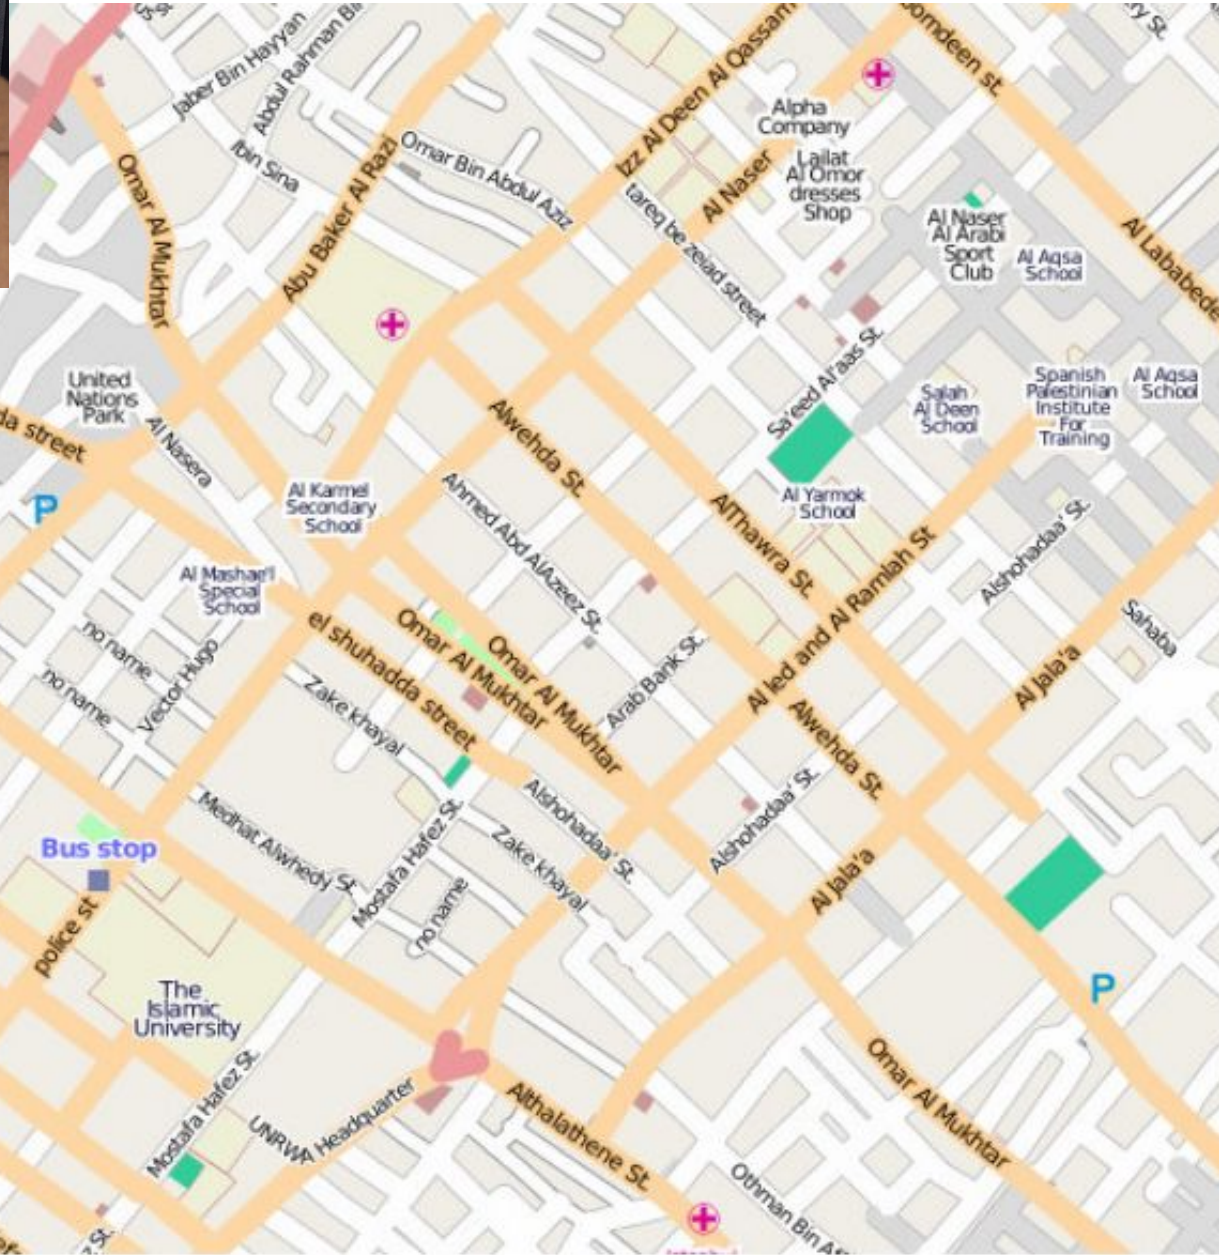 Jaber Bin Hayyan
Abdul Rahman
ry St.
omdeen st
Izz Al Deen Al Qassam
Alpha
Company
Omar Al Mukhtar
Ibin Sina
Abu Baker Al Razi
Omar Bin Abdul Aziz
tareq be zeiad street
Al Naser
Lailat
Al Omor
dresses
Shop
Al Naser
Al Arabi
Sport
Club
Al Aqsa
School
Al Lababede
United
Nations
Park
da street
Al Nasera
Alwehda St.
Sa'eed Al'aas St.
Salah
Al Deen
School
Spanish
Palestinian
Institute
For
Training
Al Aqsa
School
P
Al Karmel
Secondary
School
Ahmed Abd AlAzeez St.
AlThawra St.
Al Yarmok
School
Al Ied and Al Ramlah St
Alshohadaa' St.
Al Mashae'l
Special
School
no name
no name
Vector Hugo
el shuhadda street
Omar Al Mukhtar
Omar Al Mukhtar
Arab Bank St.
Al Jala'a
Sahaba
Zake khayal
Alwehda St.
Alshohadaa' St.
Alshohadaa' St.
Medhat Alwhedy St.
Mostafa Hafez St.
Zake khayal
no name
Al Jala'a
Bus stop
police st
The
Islamic
University
P
Mostafa Hafez St.
UNRWA Headquarter
Althalathene St.
Omar Al Mukhtar
Othman Bin